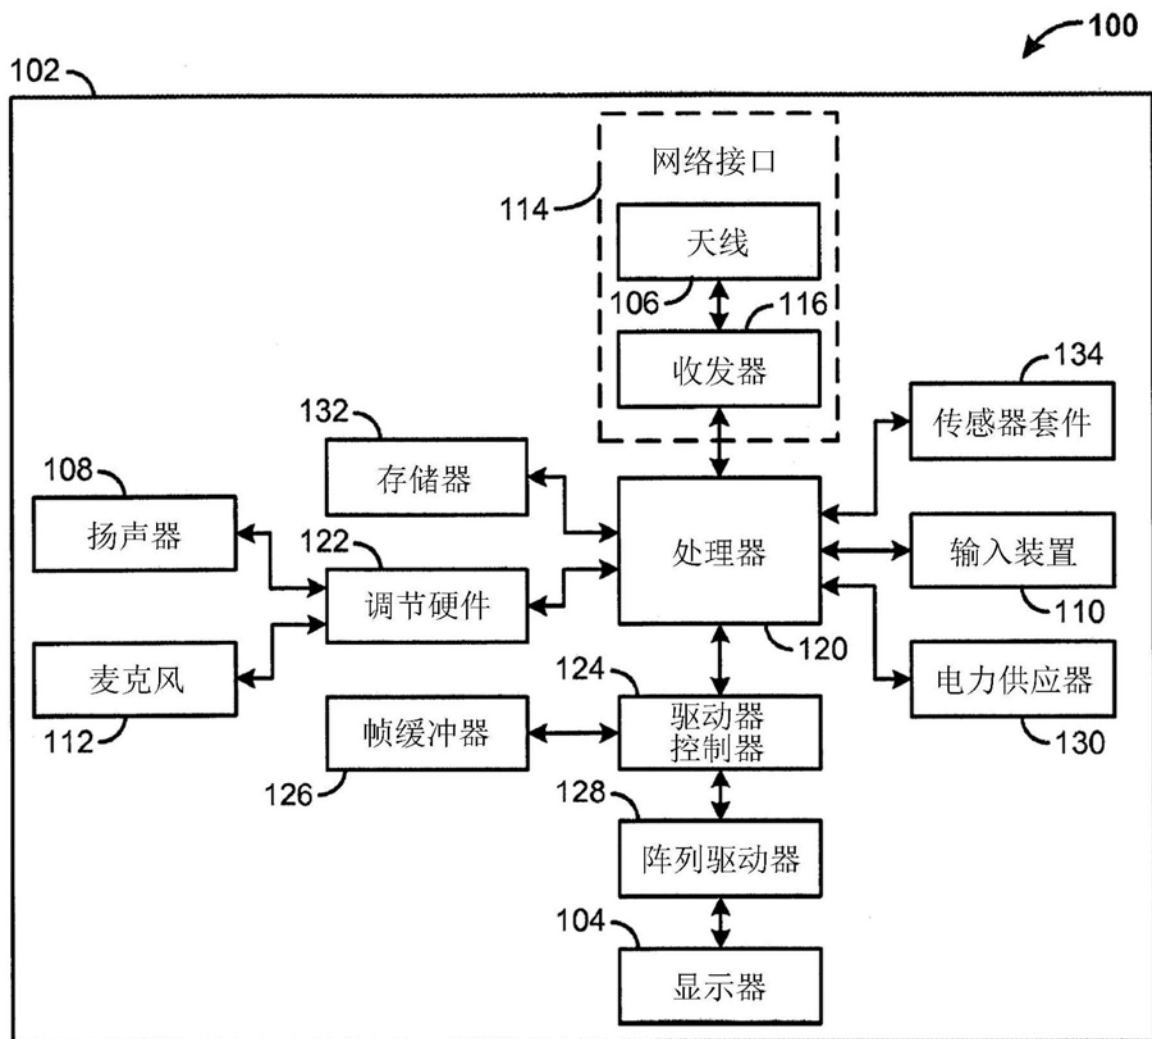 100
102
网络接口
114
天线
106
116
收发器
134
传感器套件
132
存储器
108
扬声器
处理器
输入装置
122
调节硬件
110
120
麦克风
124
电力供应器
112
帧缓冲器
驱动器
控制器
130
126
128
阵列驱动器
104
显示器